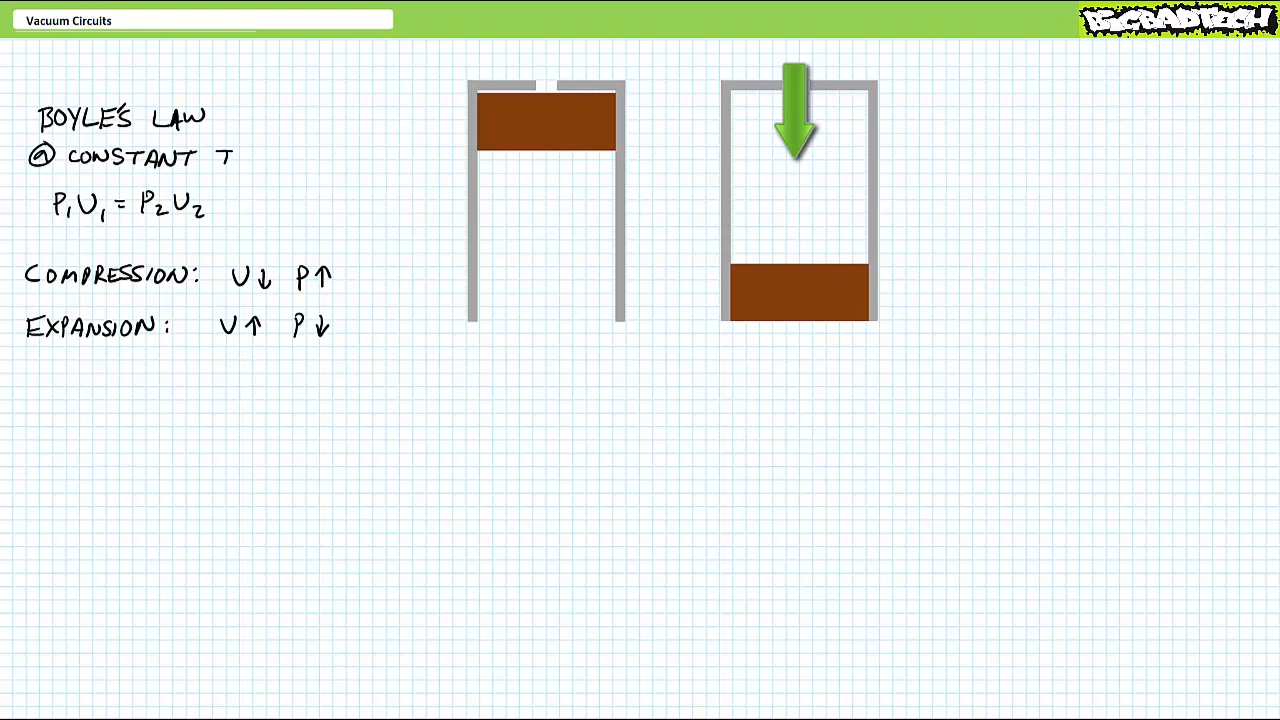 Vacuum Circuits
BIGBADTECH
BOYLE'S LAW
@ CONSTANT T
P₁V₁ = P₂V₂
COMPRESSION: V↓ P↑
EXPANSION: V↑ P↓